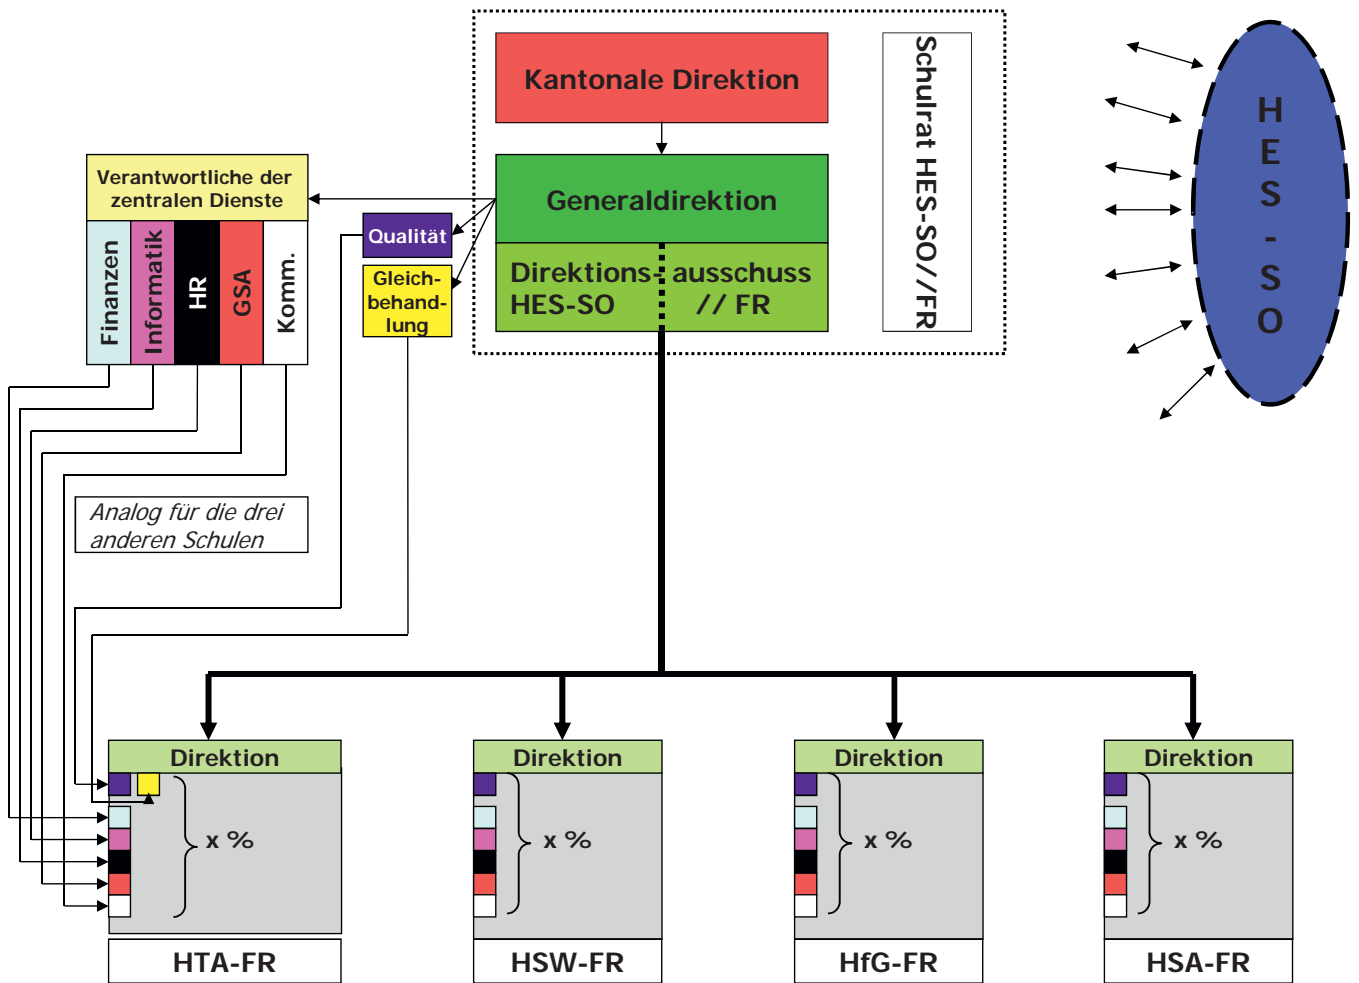 Kantonale Direktion
Schulrat HES-SO//FR
H
E
S
-
S
O
Verantwortliche der
zentralen Dienste
Generaldirektion
Qualität
Finanzen
Informatik
HR
GSA
Komm.
Gleich-
behand-
lung
Direktions- ausschuss
HES-SO // FR
Analog für die drei
anderen Schulen
Direktion
Direktion
Direktion
Direktion
x %
x %
x %
x %
HTA-FR
HSW-FR
HfG-FR
HSA-FR